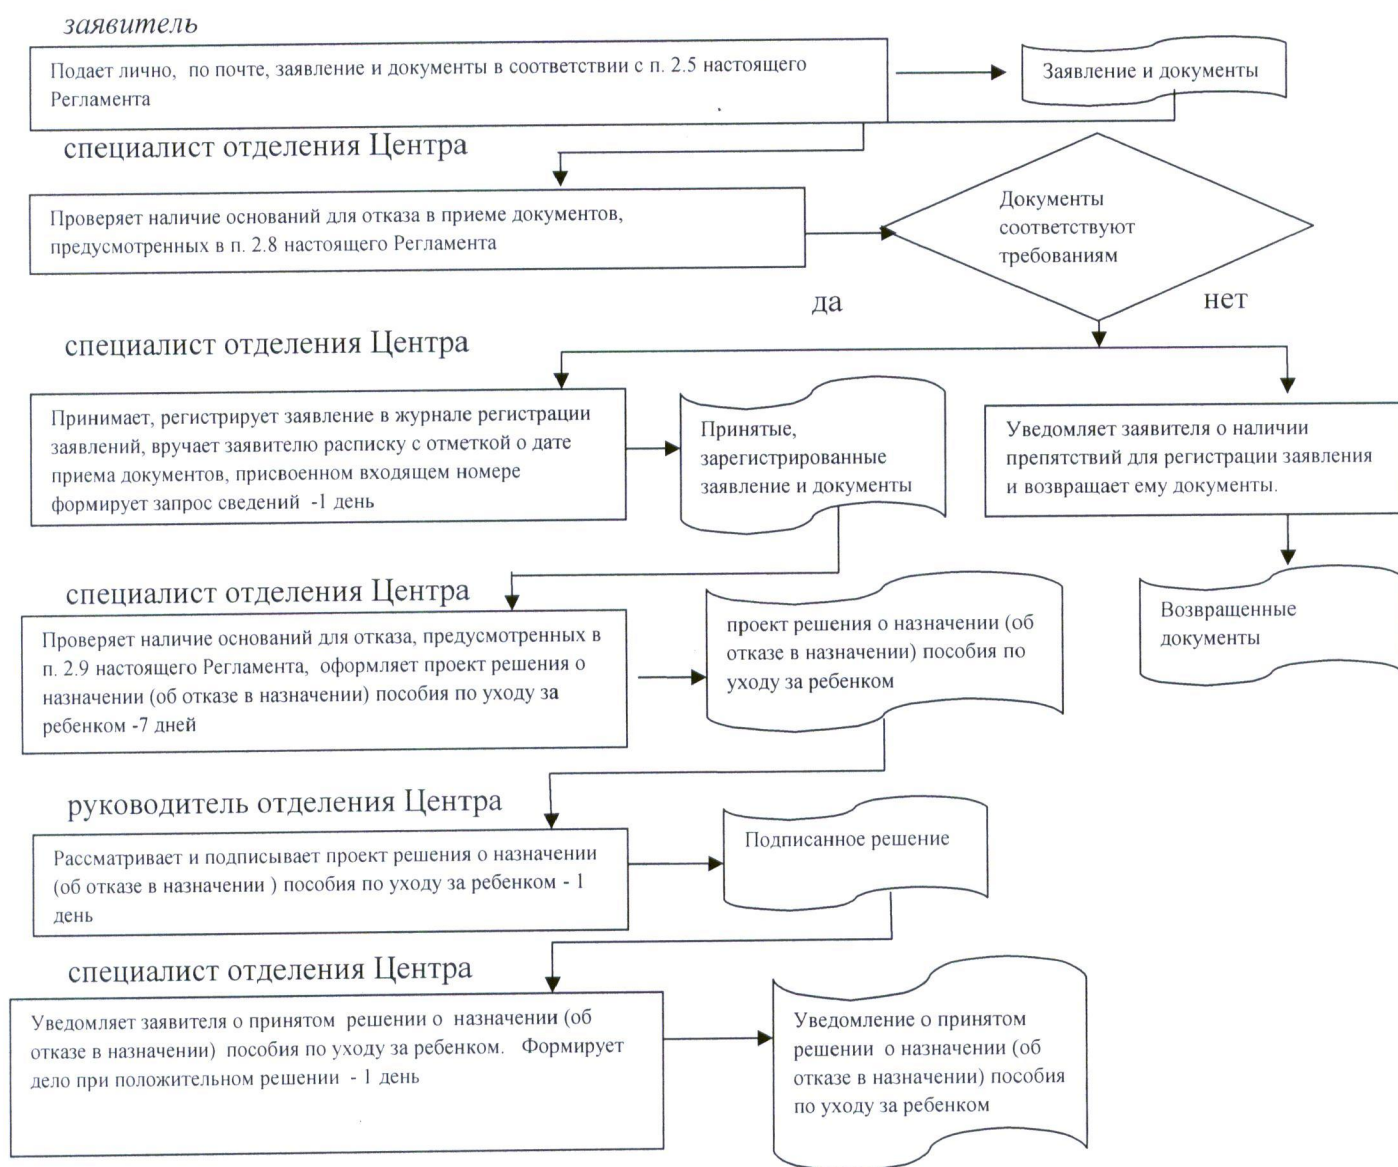 заявитель
Подает лично, по почте, заявление и документы в соответствии с п. 2.5 настоящего
Регламента
Заявление и документы
специалист отделения Центра
Проверяет наличие оснований для отказа в приеме документов,
предусмотренных в п. 2.8 настоящего Регламента
Документы
соответствуют
требованиям
да
нет
специалист отделения Центра
Принимает, регистрирует заявление в журнале регистрации
заявлений, вручает заявителю расписку с отметкой о дате
приема документов, присвоенном входящем номере
формирует запрос сведений -1 день
Принятые,
зарегистрированные
заявление и документы
Уведомляет заявителя о наличии
препятствий для регистрации заявления
и возвращает ему документы.
Возвращенные
документы
специалист отделения Центра
Проверяет наличие оснований для отказа, предусмотренных в
п. 2.9 настоящего Регламента, оформляет проект решения о
назначении (об отказе в назначении) пособия по уходу за
ребенком -7 дней
проект решения о назначении (об
отказе в назначении) пособия по
уходу за ребенком
руководитель отделения Центра
Рассматривает и подписывает проект решения о назначении
(об отказе в назначении ) пособия по уходу за ребенком - 1
день
Подписанное решение
специалист отделения Центра
Уведомляет заявителя о принятом решении о назначении (об
отказе в назначении) пособия по уходу за ребенком. Формирует
дело при положительном решении - 1 день
Уведомление о принятом
решении о назначении (об
отказе в назначении) пособия
по уходу за ребенком